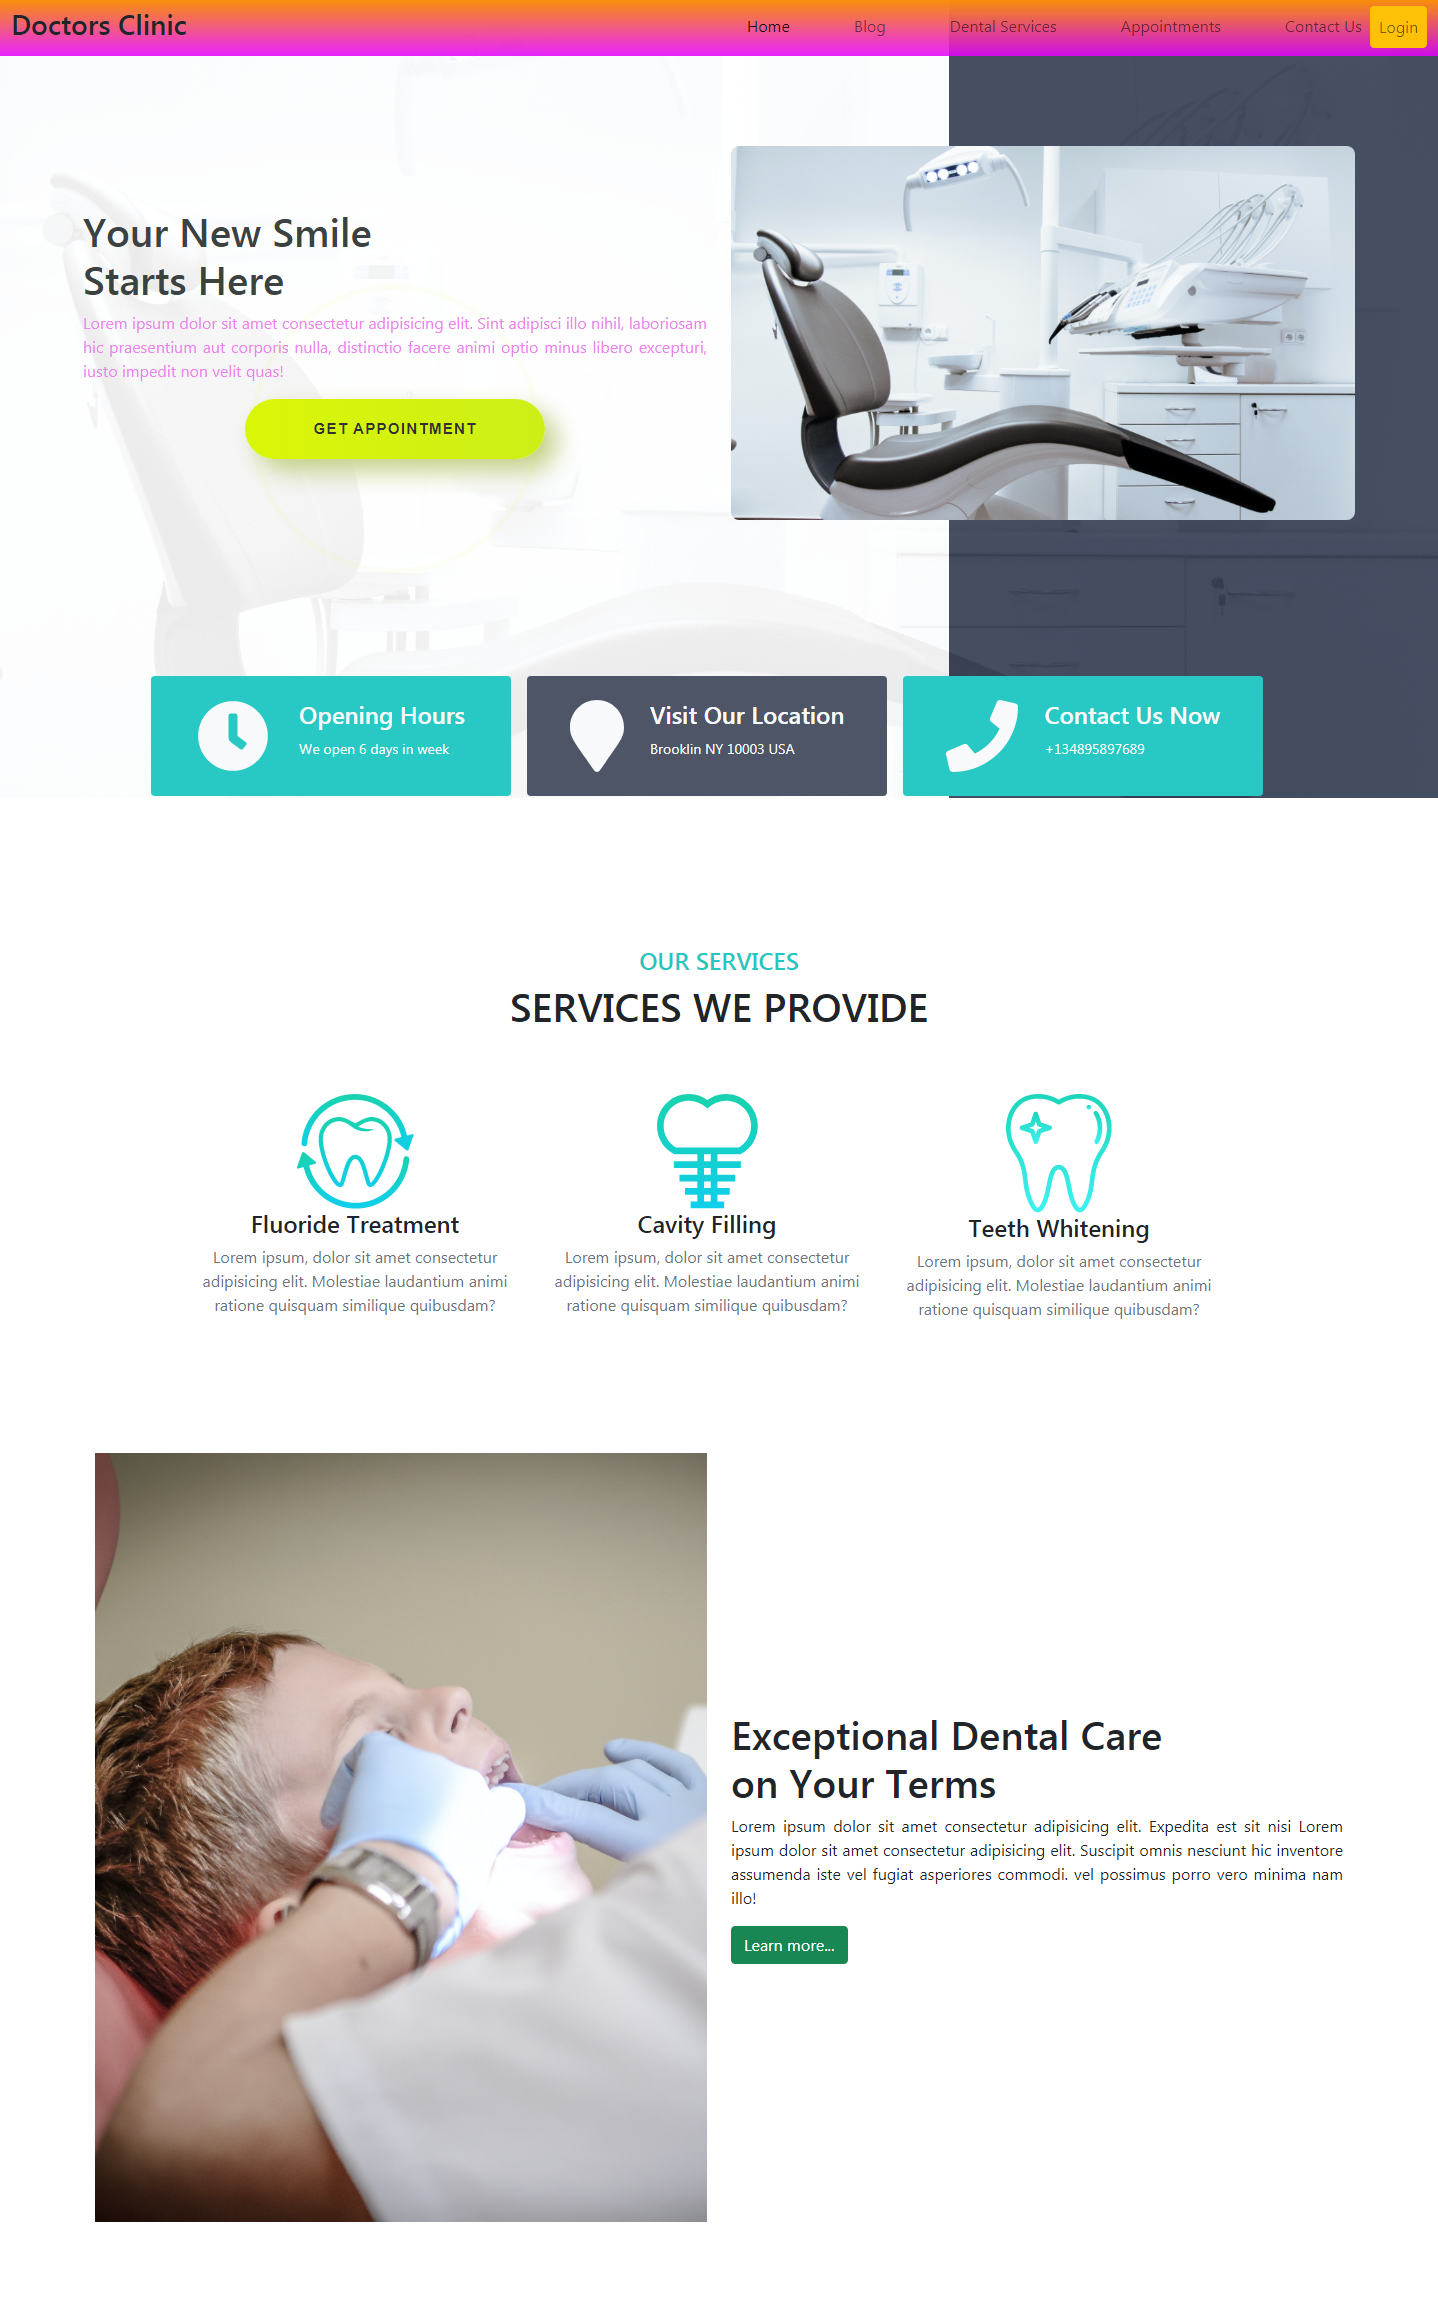 Doctors Clinic
Home Blog Dental Services Appointments Contact Us Login
Your New Smile
Starts Here
Lorem ipsum dolor sit amet consectetur adipisicing elit. Sint adipisci illo nihil, laboriosam
hic praesentium aut corporis nulla, distinctio facere animi optio minus libero excepturi,
iusto impedit non velit quas!
GET APPOINTMENT
Opening Hours
We open 6 days in week
Visit Our Location
Brooklin NY 10003 USA
Contact Us Now
+134895897689
OUR SERVICES
SERVICES WE PROVIDE
Fluoride Treatment
Lorem ipsum, dolor sit amet consectetur
adipisicing elit. Molestiae laudantium animi
ratione quisquam similique quibusdam?
Cavity Filling
Lorem ipsum, dolor sit amet consectetur
adipisicing elit. Molestiae laudantium animi
ratione quisquam similique quibusdam?
Teeth Whitening
Lorem ipsum, dolor sit amet consectetur
adipisicing elit. Molestiae laudantium animi
ratione quisquam similique quibusdam?
Exceptional Dental Care
on Your Terms
Lorem ipsum dolor sit amet consectetur adipisicing elit. Expedita est sit nisi Lorem
ipsum dolor sit amet consectetur adipisicing elit. Suscipit omnis nesciunt hic inventore
assumenda iste vel fugiat asperiores commodi. vel possimus porro vero minima nam
illo!
Learn more...